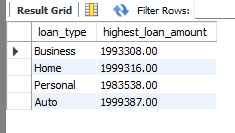 Result Grid Filter Rows:
loan_type highest_loan_amount
Business 1993308.00
Home 1999316.00
Personal 1983538.00
Auto 1999387.00